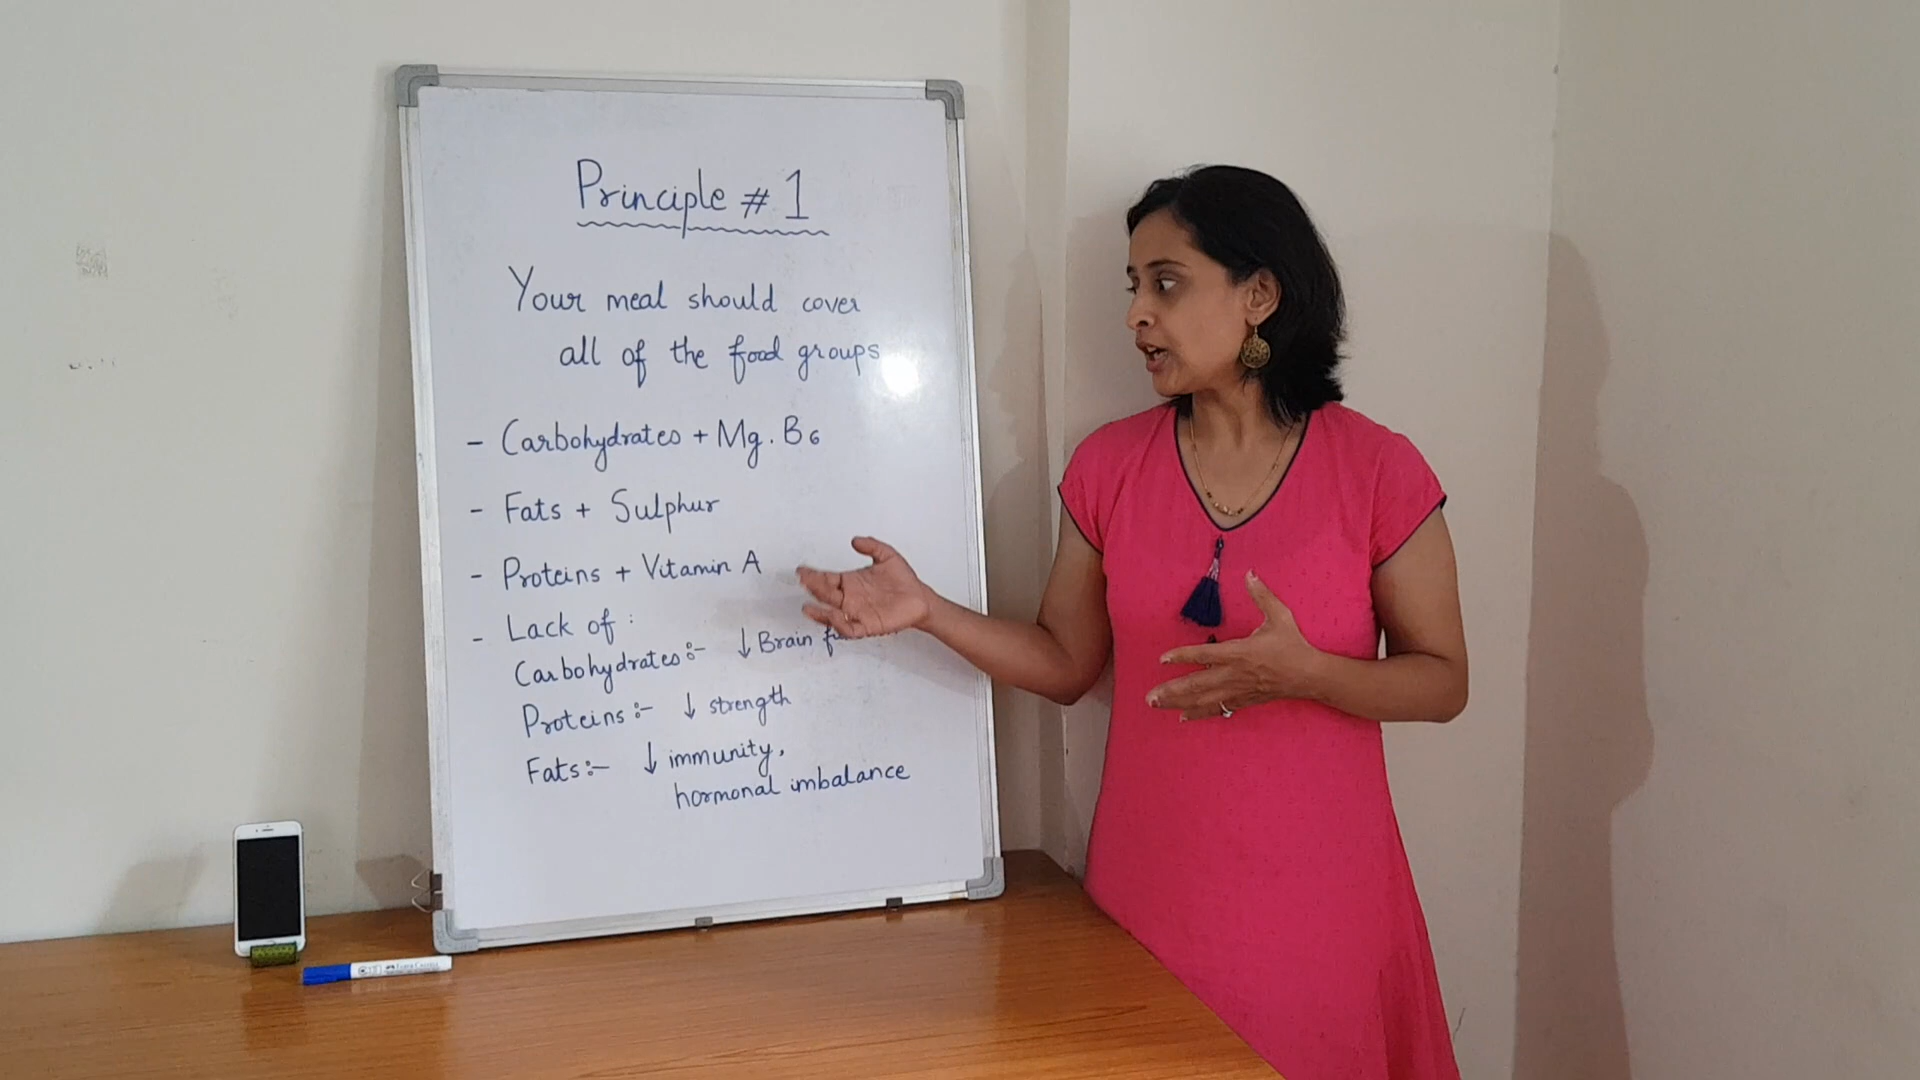 Principle # 1
Your meal should cover
all of the food groups
- Carbohydrates + Mg. B6
- Fats + Sulphur
- Proteins + Vitamin A
- Lack of :
Carbohydrates :- ↓ Brain
Proteins :- ↓ strength
Fats :- ↓ immunity,
hormonal imbalance